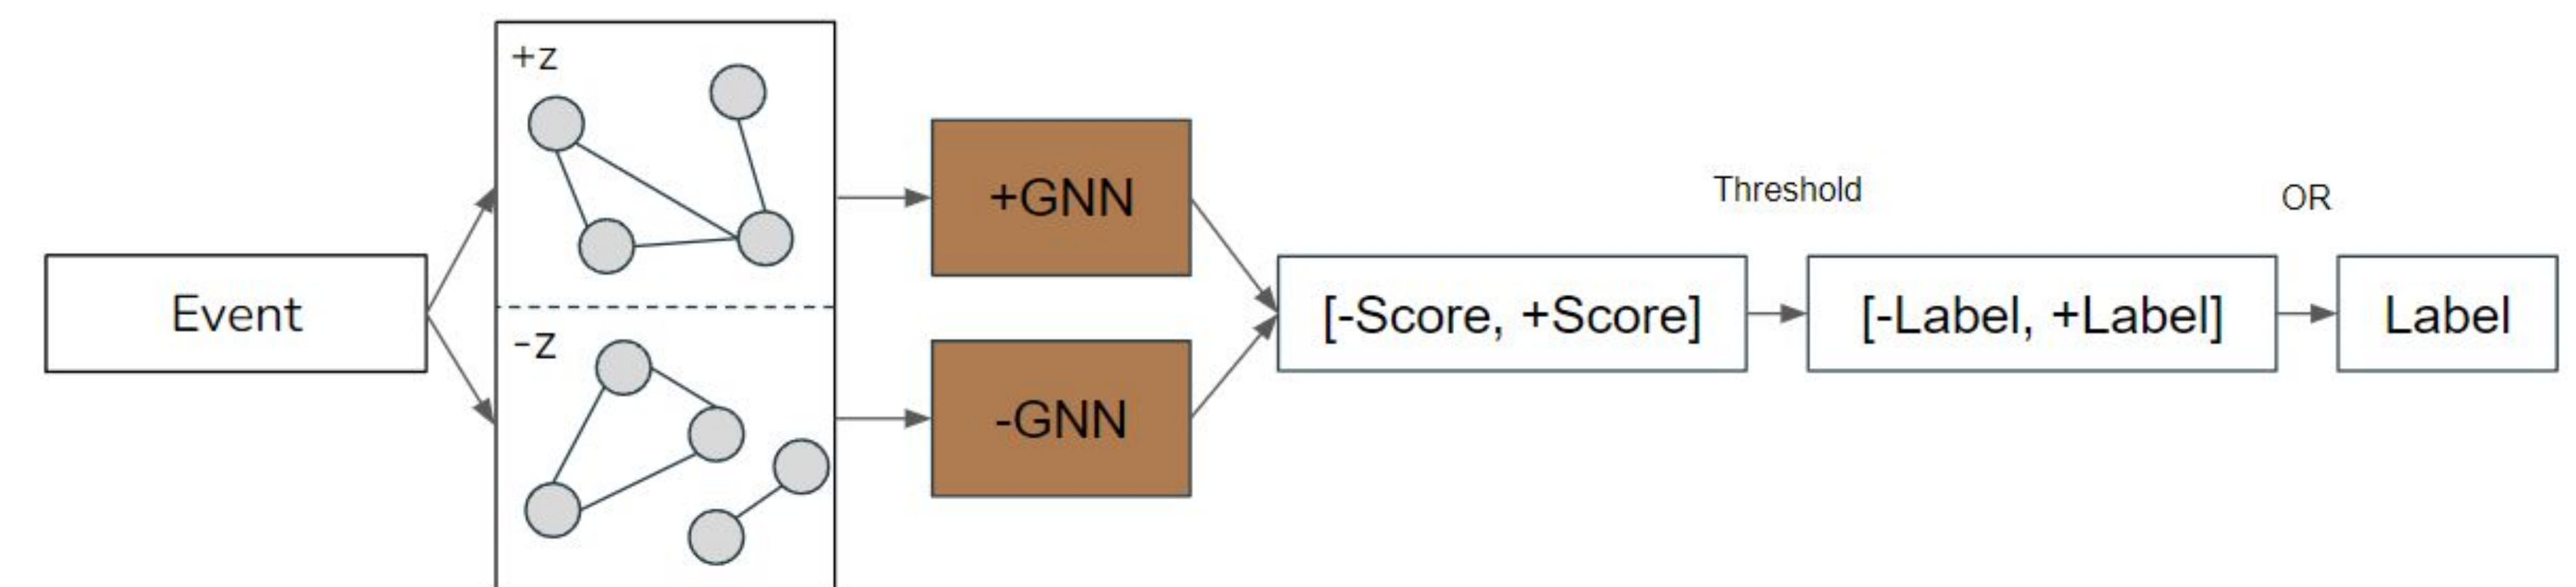 Event
+z
-z
+GNN
-GNN
[-Score, +Score]
Threshold
[-Label, +Label]
OR
Label